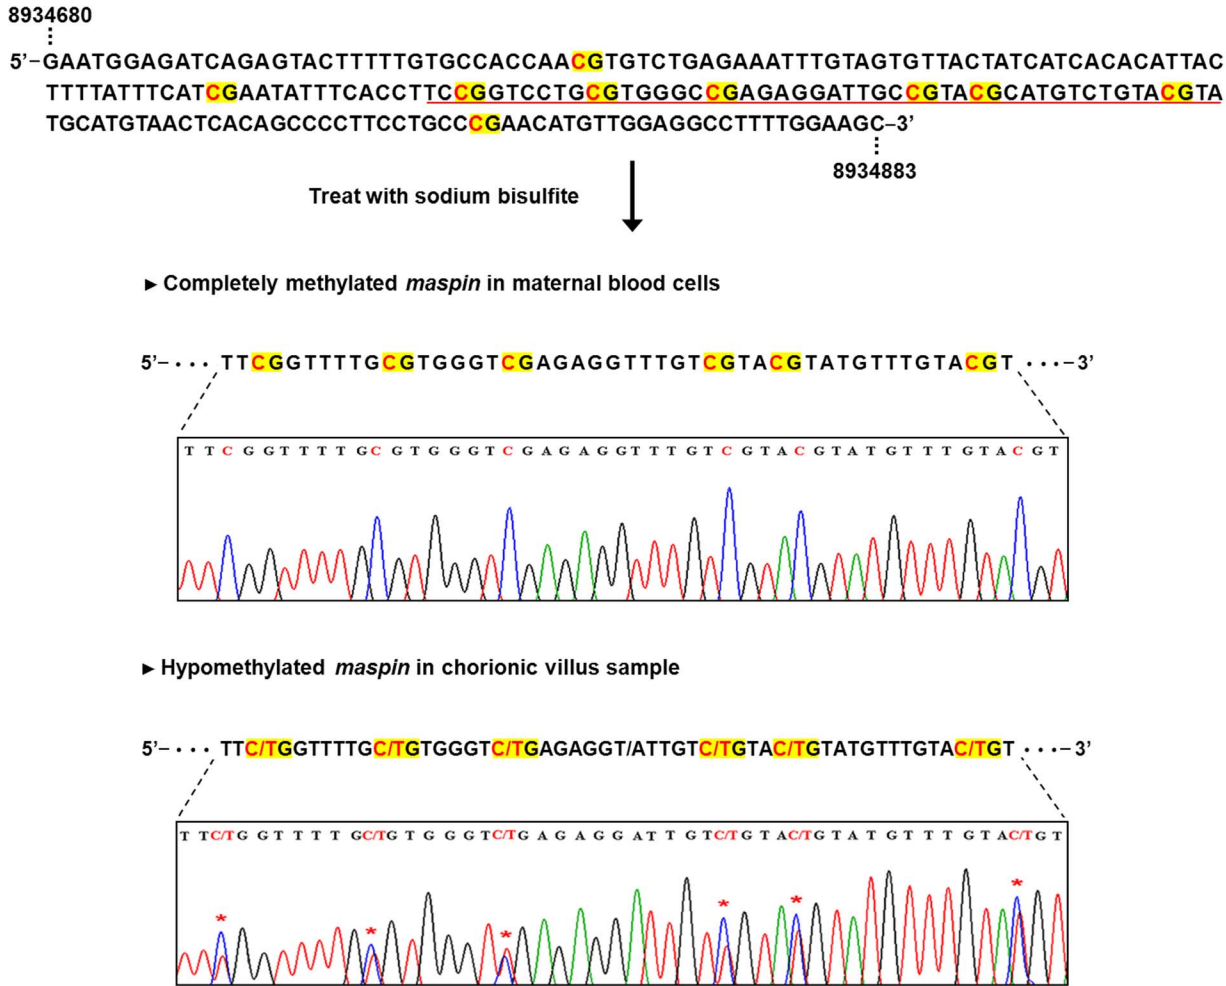 8934680
5’–GAATGGAGATCAGAGTACTTTTTGTGCCACCAACGTGTCTGAGAAATTTGTAGTGTTACTATCATCACACATTAC
TTTTATTTCATCGAATATTTCACCTTCCGGTCCTGCGTGGGCCGAGAGGATTGCCGTACGCATGTCTGTACGTA
TGCATGTAACTCACAGCCCCTTCCTGCCCGAACATGTTGGAGGCCTTTTGGAAGC–3’
8934883
Treat with sodium bisulfite
► Completely methylated maspin in maternal blood cells
5’– • • • TTCGGTTTTGCGTGGGTCGAGAGGTTTGTCGTACGTATGTTTGTACGT • • • –3’
T T C G G T T T T G C G T G G G T C G A G A G G T T T G T C G T A C G T A T G T T T G T A C G T
► Hypomethylated maspin in chorionic villus sample
5’– • • • TTC/TGGTTTTGC/TGTGGGTC/TGAGAGGT/ATTGTC/TGTAC/TGTATGTTTGTAC/TGT • • • –3’
T T C/T G G T T T T G C/T G T G G G T C/T G A G A G G A T T G T C/T G T A C/T G T A T G T T T G T A C/T G T
* * * * * *